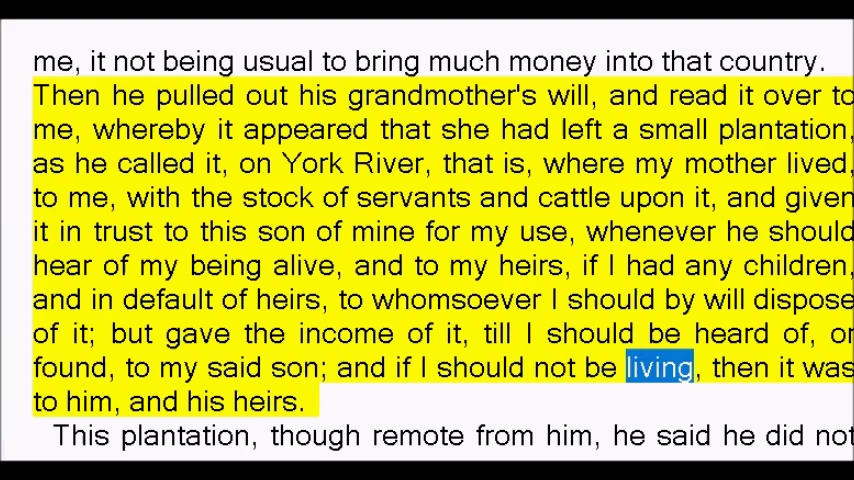 me, it not being usual to bring much money into that country.
Then he pulled out his grandmother's will, and read it over to
me, whereby it appeared that she had left a small plantation,
as he called it, on York River, that is, where my mother lived,
to me, with the stock of servants and cattle upon it, and given
it in trust to this son of mine for my use, whenever he should
hear of my being alive, and to my heirs, if I had any children,
and in default of heirs, to whomsoever I should by will dispose
of it; but gave the income of it, till I should be heard of, or
found, to my said son; and if I should not be living, then it was
to him, and his heirs.
This plantation, though remote from him, he said he did not